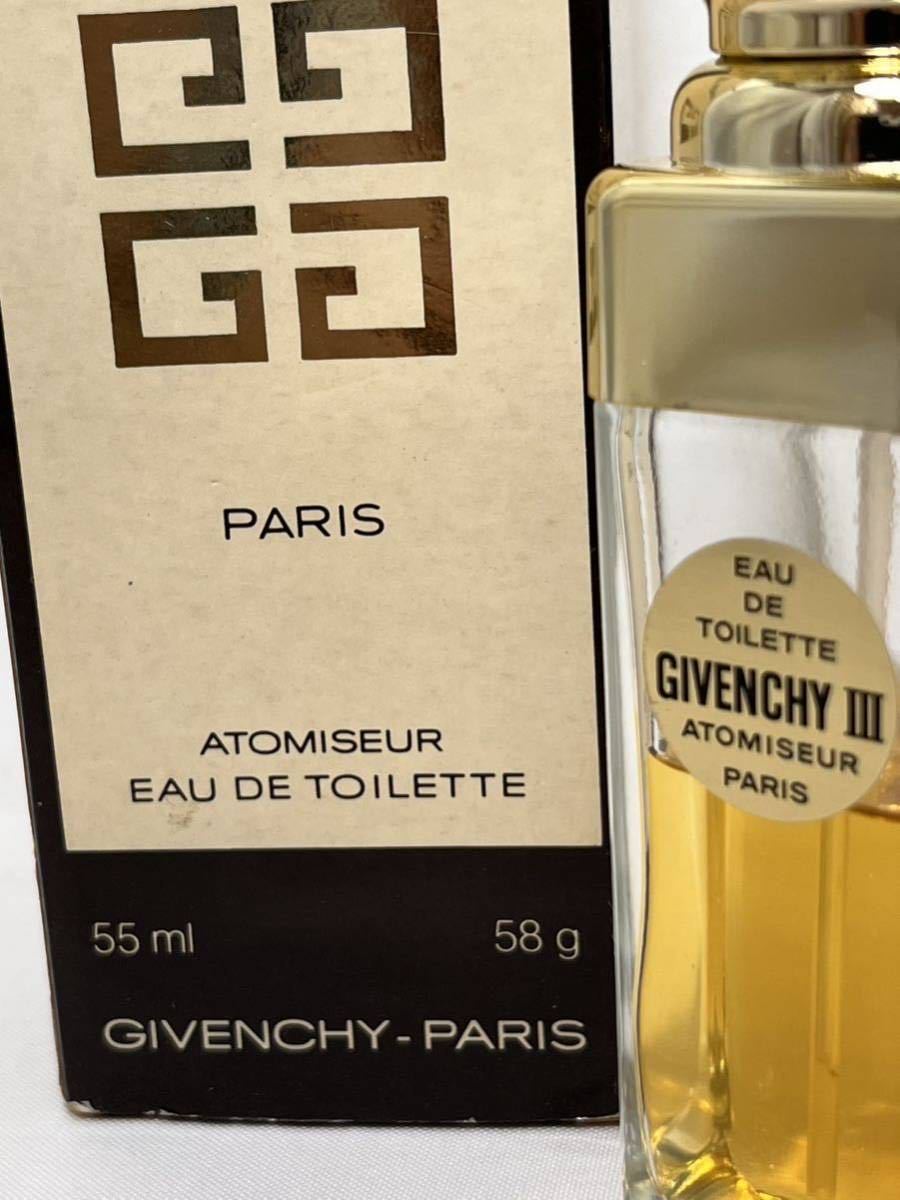 PARIS
ATOMISEUR
EAU DE TOILETTE
55 ml 58 g
GIVENCHY-PARIS
EAU
DE
TOILETTE
GIVENCHY III
ATOMISEUR
PARIS